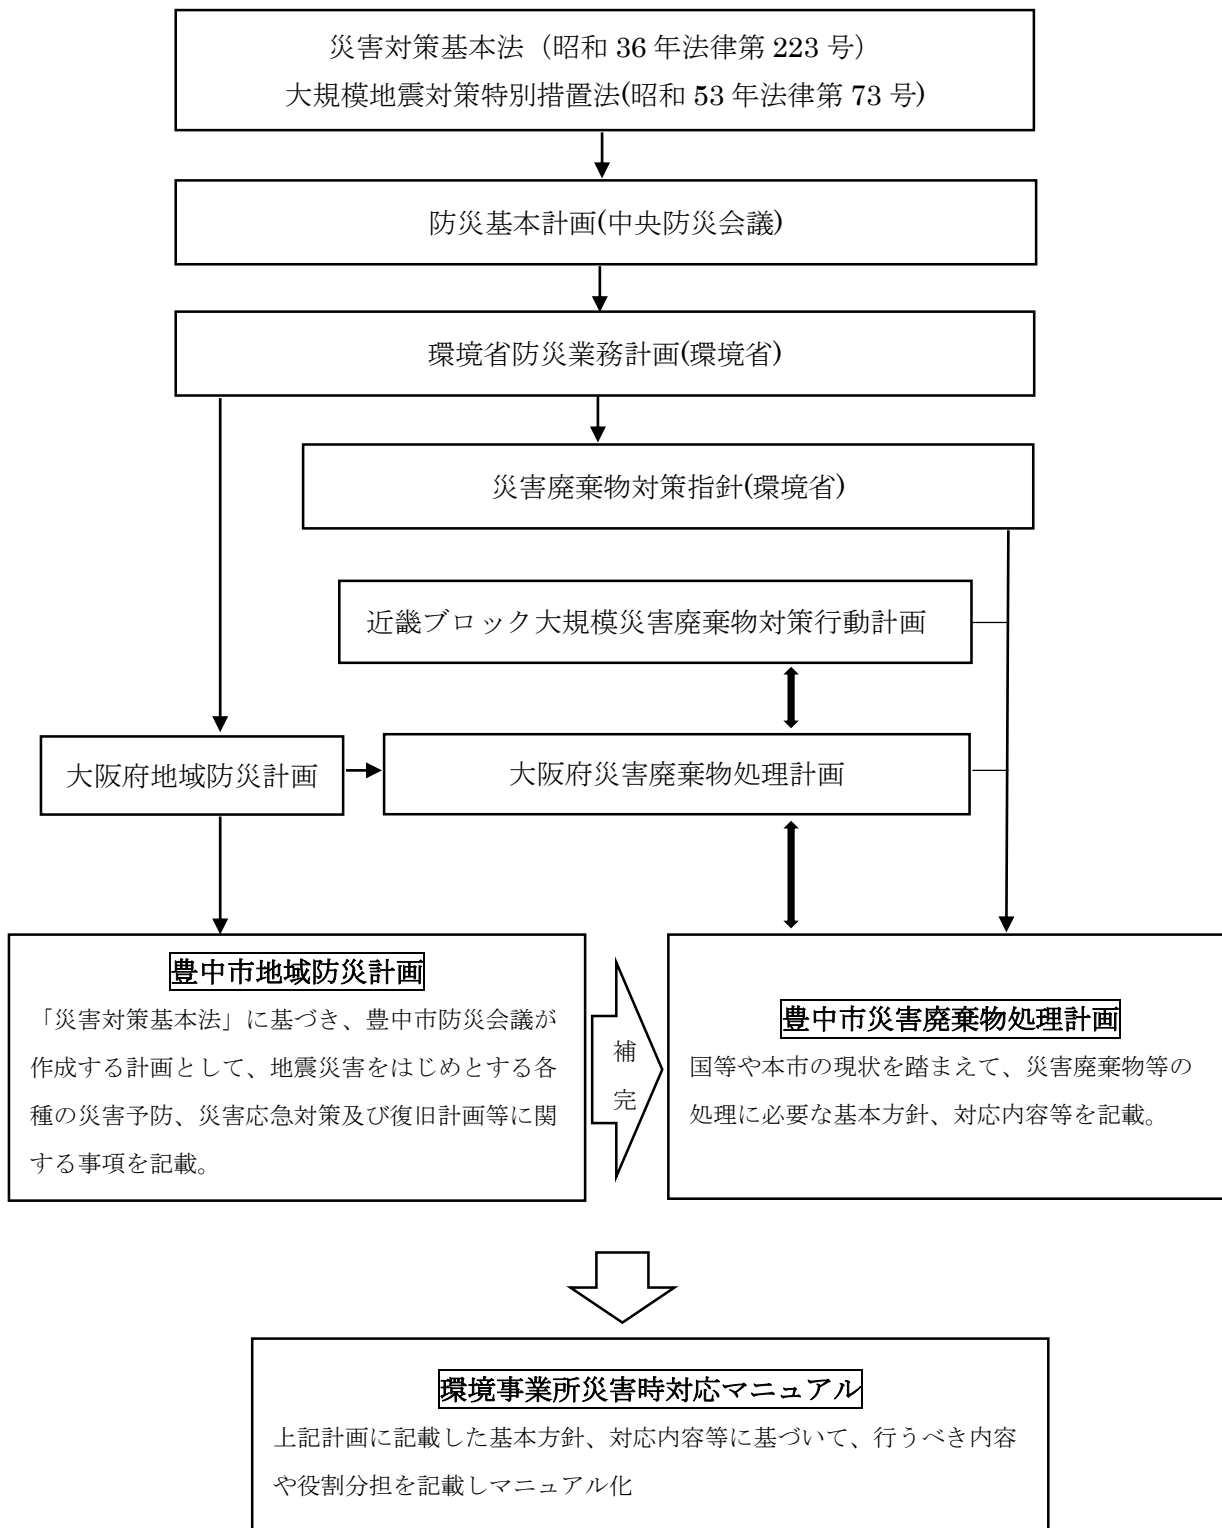 災害対策基本法（昭和 36 年法律第 223 号）
大規模地震対策特別措置法(昭和 53 年法律第 73 号)
防災基本計画(中央防災会議)
環境省防災業務計画(環境省)
災害廃棄物対策指針(環境省)
近畿ブロック大規模災害廃棄物対策行動計画
大阪府地域防災計画
大阪府災害廃棄物処理計画
豊中市地域防災計画
「災害対策基本法」に基づき、豊中市防災会議が
作成する計画として、地震災害をはじめとする各
種の災害予防、災害応急対策及び復旧計画等に関
する事項を記載。
補
完
豊中市災害廃棄物処理計画
国等や本市の現状を踏まえて、災害廃棄物等の
処理に必要な基本方針、対応内容等を記載。
環境事業所災害時対応マニュアル
上記計画に記載した基本方針、対応内容等に基づいて、行うべき内容
や役割分担を記載しマニュアル化